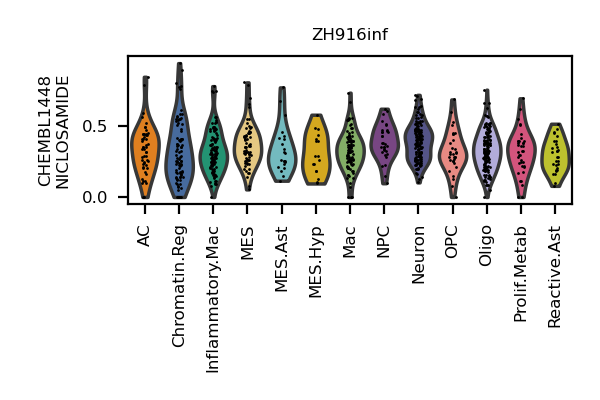 ZH916inf
CHEMBL1448
NICLOSAMIDE
0.5
0.0
AC
Chromatin.Reg
Inflammatory.Mac
MES
MES.Ast
MES.Hyp
Mac
NPC
Neuron
OPC
Oligo
Prolif.Metab
Reactive.Ast